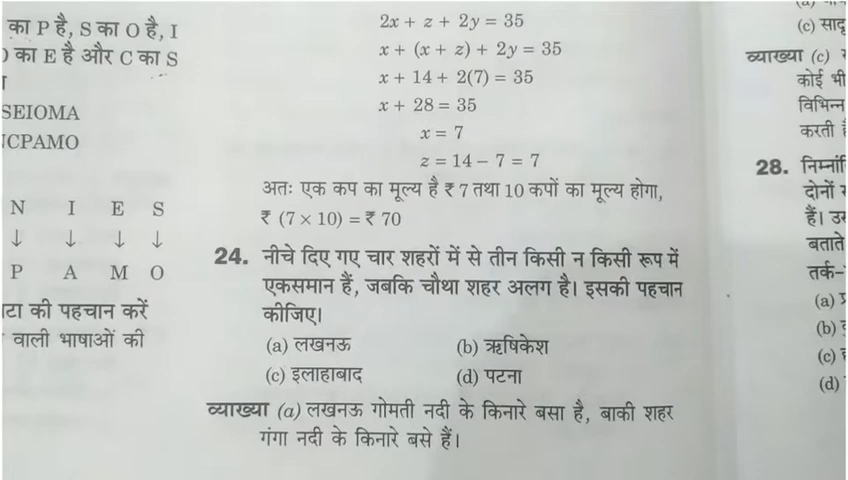 का P है, S का O है, I
का E है और C का S
SEIOMA
NCPAMO
N I E S
↓ ↓ ↓ ↓
P A M O
की पहचान करें
वाली भाषाओं की
2x + z + 2y = 35
x + (x + z) + 2y = 35
x + 14 + 2(7) = 35
x + 28 = 35
x = 7
z = 14 – 7 = 7
अतः एक कप का मूल्य है ₹ 7 तथा 10 कपों का मूल्य होगा,
₹ (7 × 10) = ₹ 70
24. नीचे दिए गए चार शहरों में से तीन किसी न किसी रूप में
एकसमान हैं, जबकि चौथा शहर अलग है। इसकी पहचान
कीजिए।
(a) लखनऊ (b) ऋषिकेश
(c) इलाहाबाद (d) पटना
व्याख्या (a) लखनऊ गोमती नदी के किनारे बसा है, बाकी शहर
गंगा नदी के किनारे बसे हैं।
(c)
व्याख्या (c)
कोई भी
विभिन्न
करती
28.
दोनों
हैं।
बताते
तर्क-
(a)
(b)
(c)
(d)